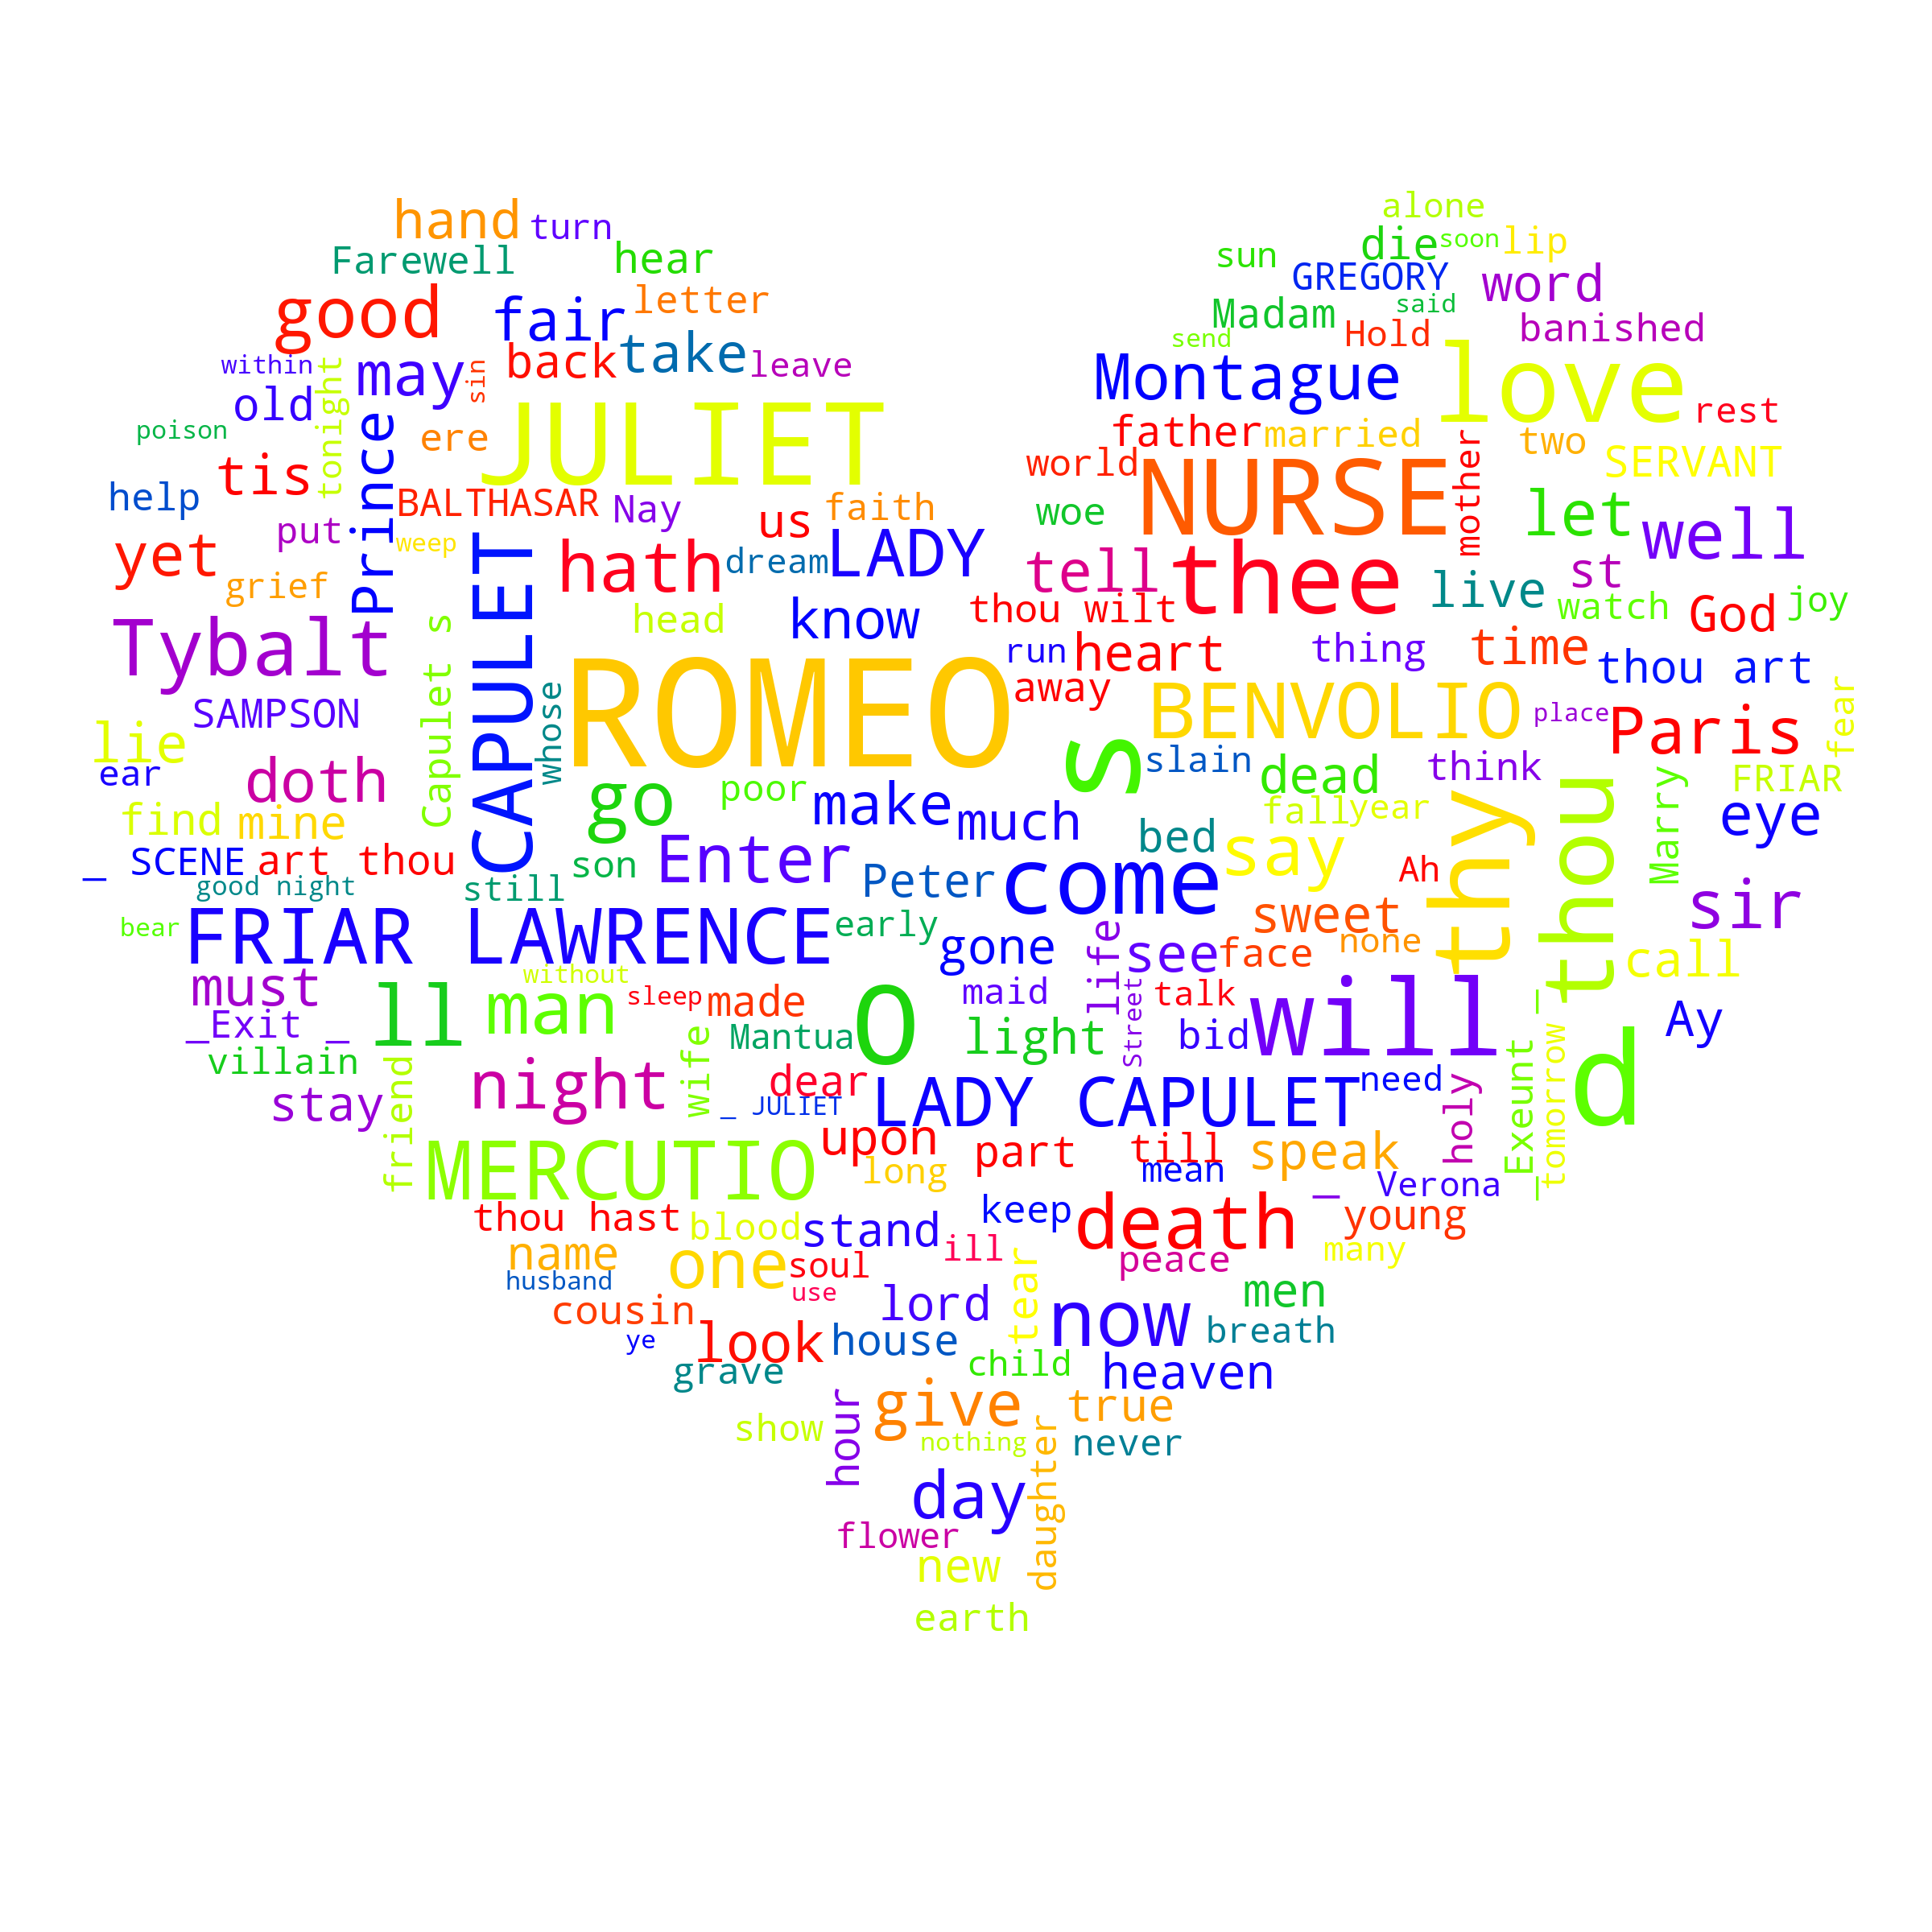 hand
turn
alone
Farewell
hear
die
soon
lip
sun
GREGORY
word
good
fair
letter
Madam
said
send
Hold
banished
within
may
sin
back
take
leave
Montague
love
old
tonight
poison
Prince
ere
JULIET
father
married
rest
two
tis
world
NURSE
mother
SERVANT
help
BALTHASAR
Nay
us
faith
woe
let
put
weep
yet
CAPULET
hath
dream
LADY
tell
thee
well
grief
live
st
watch
God
joy
Tybalt
Capulet s
head
know
thou wilt
run
heart
thing
time
thou art
SAMPSON
whose
ROMEO
away
BENVOLIO
place
Paris
fear
lie
ear
doth
s
slain
dead
think
FRIAR
find
mine
go
poor
make
much
fall
year
thy
thou
Marry
eye
_ SCENE
art thou
son
Enter
bed
say
good night
still
Peter
come
Ah
bear
FRIAR LAWRENCE
early
gone
life
see
sweet
face
none
sir
call
must
without
ll
man
sleep
made
maid
Street
talk
will
_Exit _
Mantua
O
light
bid
_Exeunt _
tomorrow
d
Ay
villain
friend
night
wife
dear
stay
_ JULIET
LADY CAPULET
need
holy
MERCUTIO
upon
part
till
speak
long
mean
_ Verona
thou hast
blood
stand
keep
death
young
name
one
soul
ill
tear
peace
many
husband
use
cousin
lord
now
men
ye
look
house
breath
grave
child
heaven
show
hour
give
true
nothing
daughter
never
day
flower
new
earth